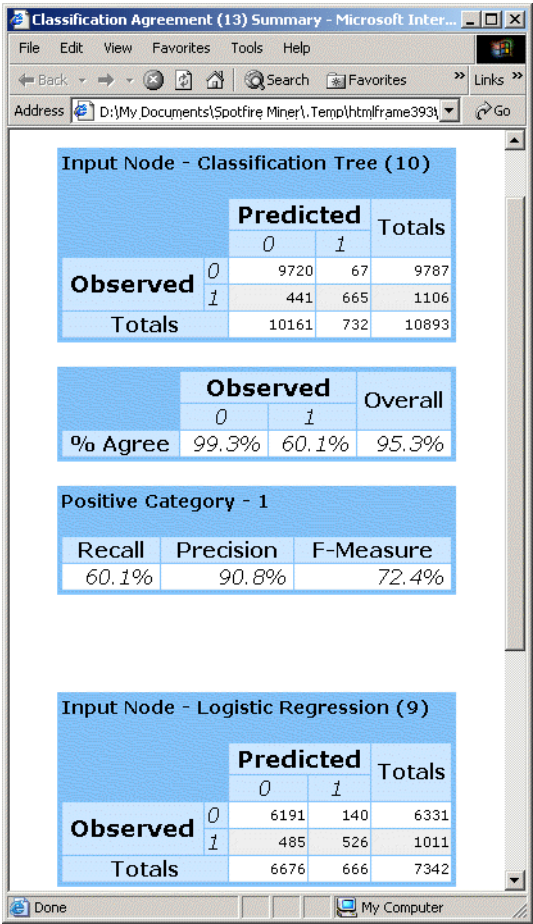 Classification Agreement (13) Summary - Microsoft Inter...
File Edit View Favorites Tools Help
Back Search Favorites » Links »
Address D:\My Documents\Spotfire Miner\.Temp\htmlframe393\ Go
Input Node - Classification Tree (10)
Predicted Totals
0 1
Observed 0 9720 67 9787
1 441 665 1106
Totals 10161 732 10893
Observed Overall
0 1
% Agree 99.3% 60.1% 95.3%
Positive Category - 1
Recall Precision F-Measure
60.1% 90.8% 72.4%
Input Node - Logistic Regression (9)
Predicted Totals
0 1
Observed 0 6191 140 6331
1 485 526 1011
Totals 6676 666 7342
Done My Computer